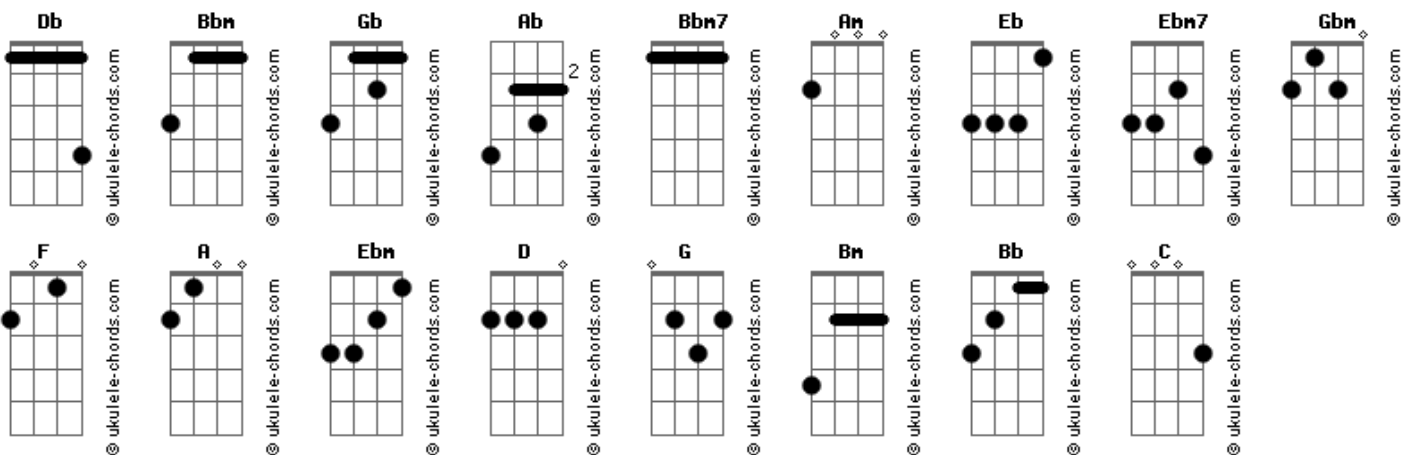 Db Bbm Gb Ab Bbm7 Am Eb Ebm7 Gbm
2
© ukulele-chords.com © ukulele-chords.com © ukulele-chords.com © ukulele-chords.com © ukulele-chords.com © ukulele-chords.com © ukulele-chords.com © ukulele-chords.com © ukulele-chords.com
F A Ebm D G Bm Bb C
© ukulele-chords.com © ukulele-chords.com © ukulele-chords.com © ukulele-chords.com © ukulele-chords.com © ukulele-chords.com © ukulele-chords.com © ukulele-chords.com